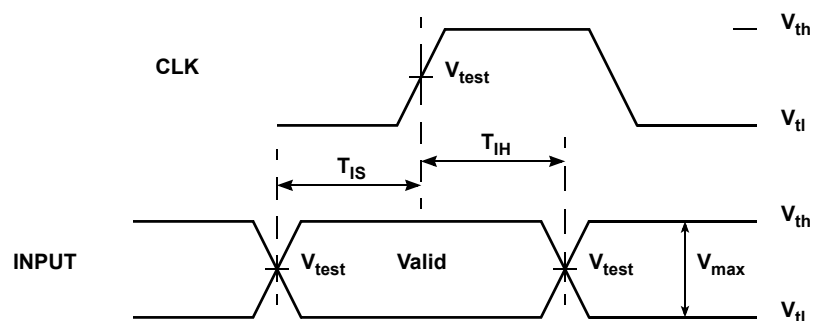 V_th
CLK
V_test
V_tl
T_IH
T_IS
V_th
INPUT
V_test
Valid
V_test
V_max
V_tl